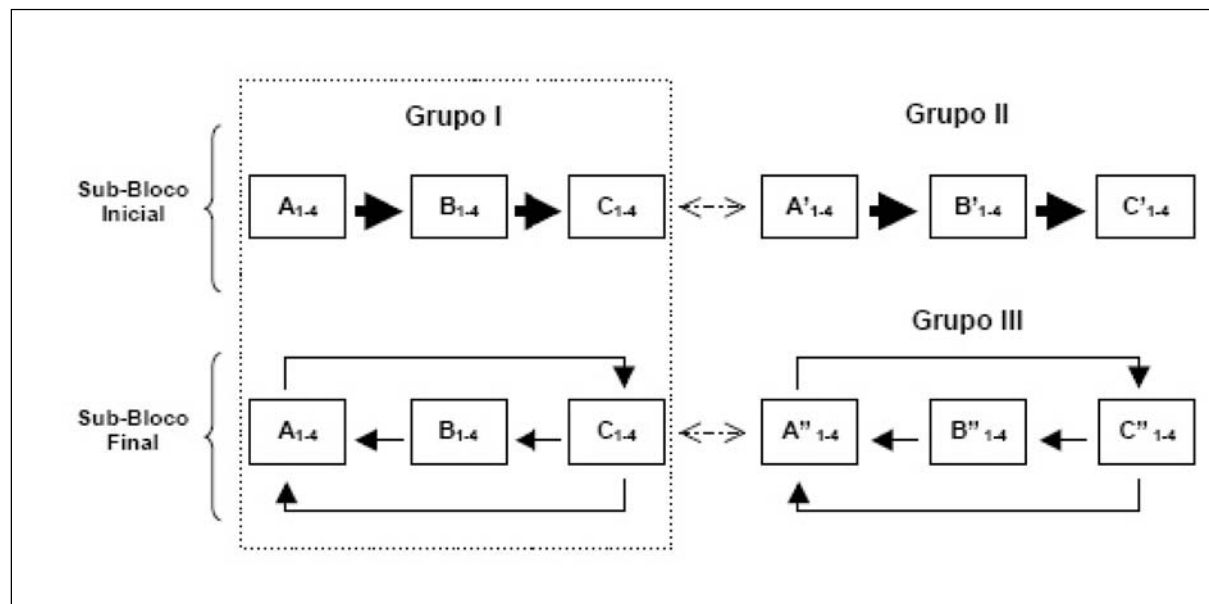 Grupo I
Grupo II
Sub-Bloco
Inicial
A1-4
B1-4
C1-4
A'1-4
B'1-4
C'1-4
Grupo III
Sub-Bloco
Final
A1-4
B1-4
C1-4
A" 1-4
B" 1-4
C" 1-4